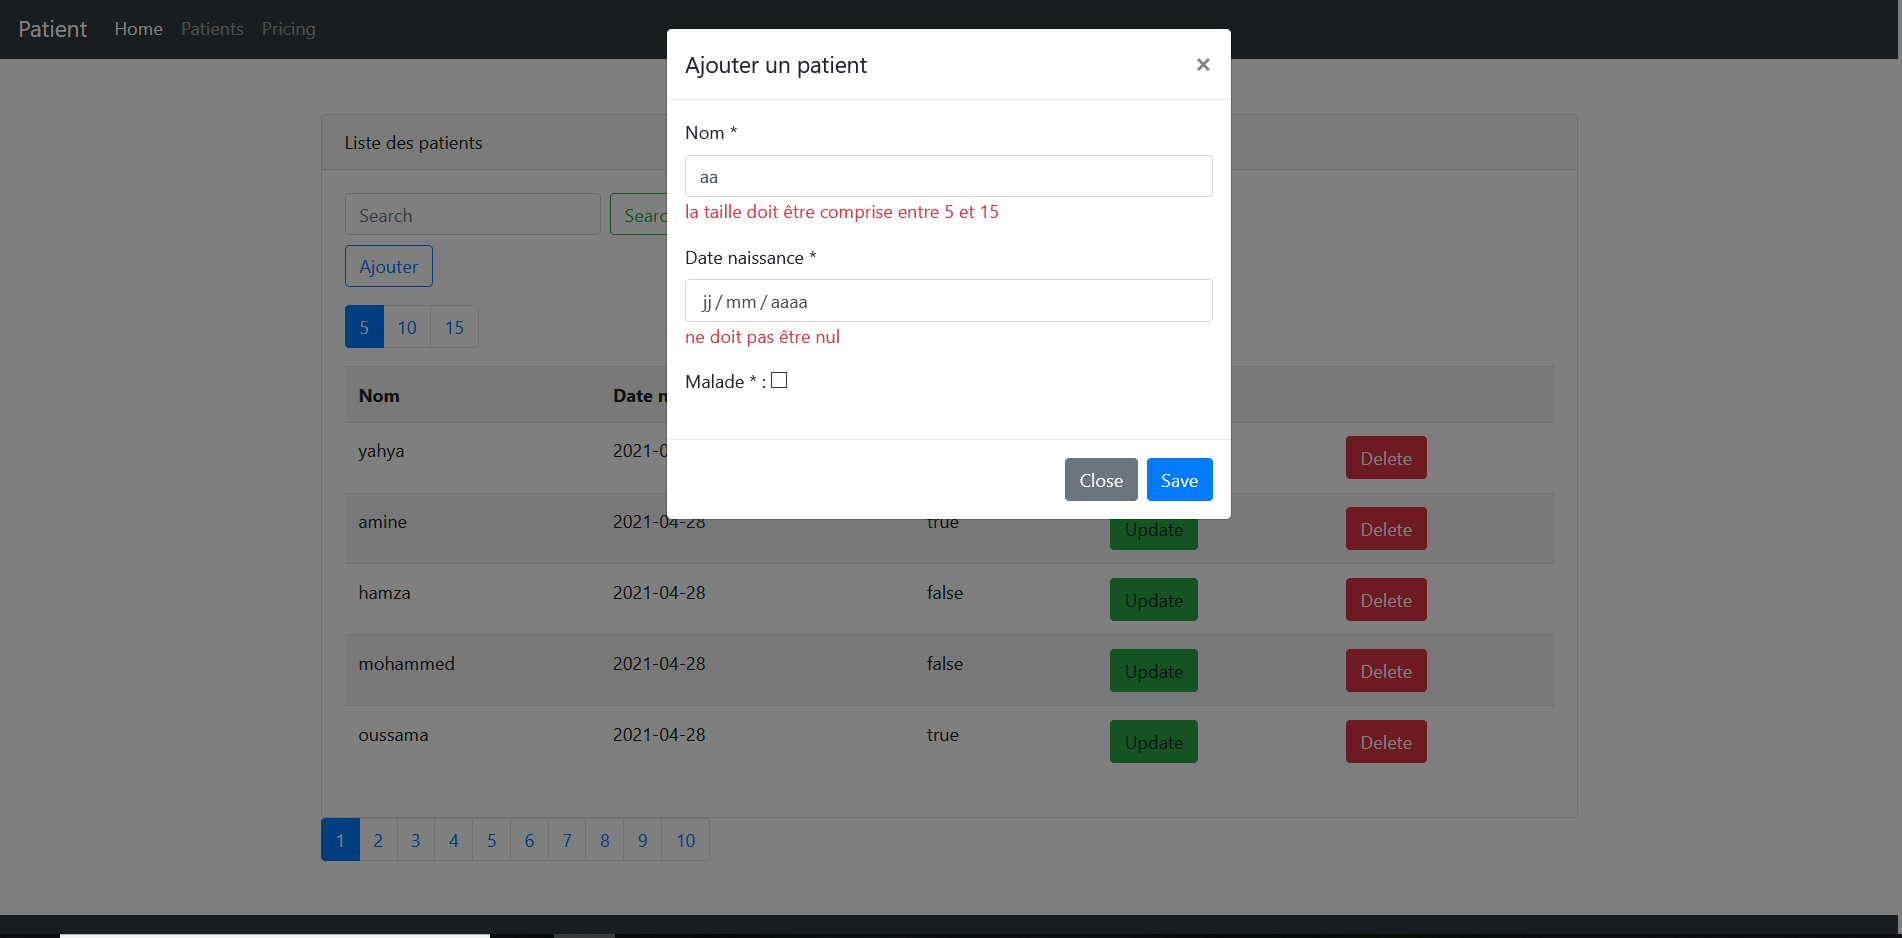 Patient Home Patients Pricing
Ajouter un patient ×
Nom *
aa
la taille doit être comprise entre 5 et 15
Date naissance *
jj / mm / aaaa
ne doit pas être nul
Malade * :
Close Save
Liste des patients
Search Searc
Ajouter
5 10 15
Nom Date n
yahya 2021-0 Delete
amine 2021-04-28 true Update Delete
hamza 2021-04-28 false Update Delete
mohammed 2021-04-28 false Update Delete
oussama 2021-04-28 true Update Delete
1 2 3 4 5 6 7 8 9 10